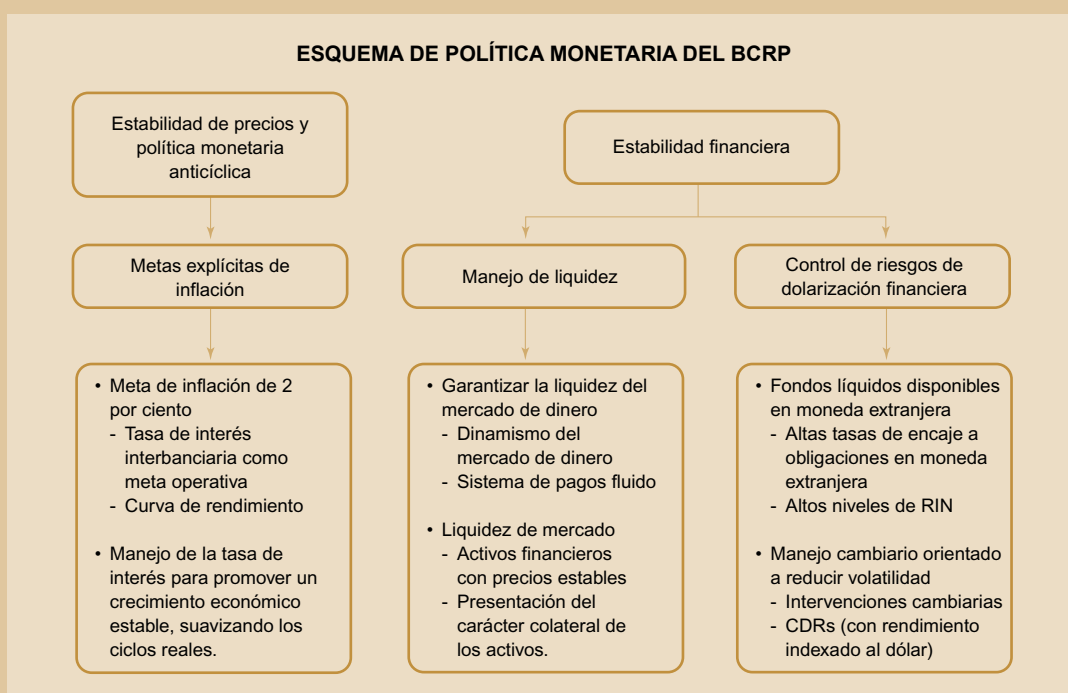 ESQUEMA DE POLÍTICA MONETARIA DEL BCRP
Estabilidad de precios y
política monetaria
anticíclica
Estabilidad financiera
Metas explícitas de
inflación
Manejo de liquidez
Control de riesgos de
dolarización financiera
• Meta de inflación de 2
por ciento
- Tasa de interés
interbanciaria como
meta operativa
- Curva de rendimiento
• Manejo de la tasa de
interés para promover un
crecimiento económico
estable, suavizando los
ciclos reales.
• Garantizar la liquidez del
mercado de dinero
- Dinamismo del
mercado de dinero
- Sistema de pagos fluido
• Liquidez de mercado
- Activos financieros
con precios estables
- Presentación del
carácter colateral de
los activos.
• Fondos líquidos disponibles
en moneda extranjera
- Altas tasas de encaje a
obligaciones en moneda
extranjera
- Altos niveles de RIN
• Manejo cambiario orientado
a reducir volatilidad
- Intervenciones cambiarias
- CDRs (con rendimiento
indexado al dólar)